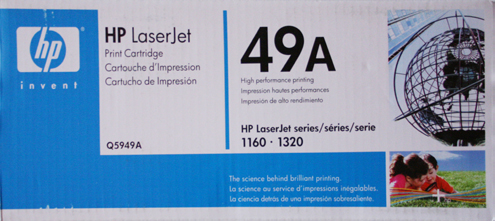 hp
invent
HP LaserJet
Print Cartridge
Cartouche d'Impression
Cartucho de Impresión
Q5949A
49A
High performance printing
Impression hautes performances
Impresión de alto rendimiento
HP LaserJet series/séries/serie
1160 · 1320
The science behind brilliant printing.
La science au service d'impressions inégalables.
La ciencia detrás de una impresión sobresaliente.